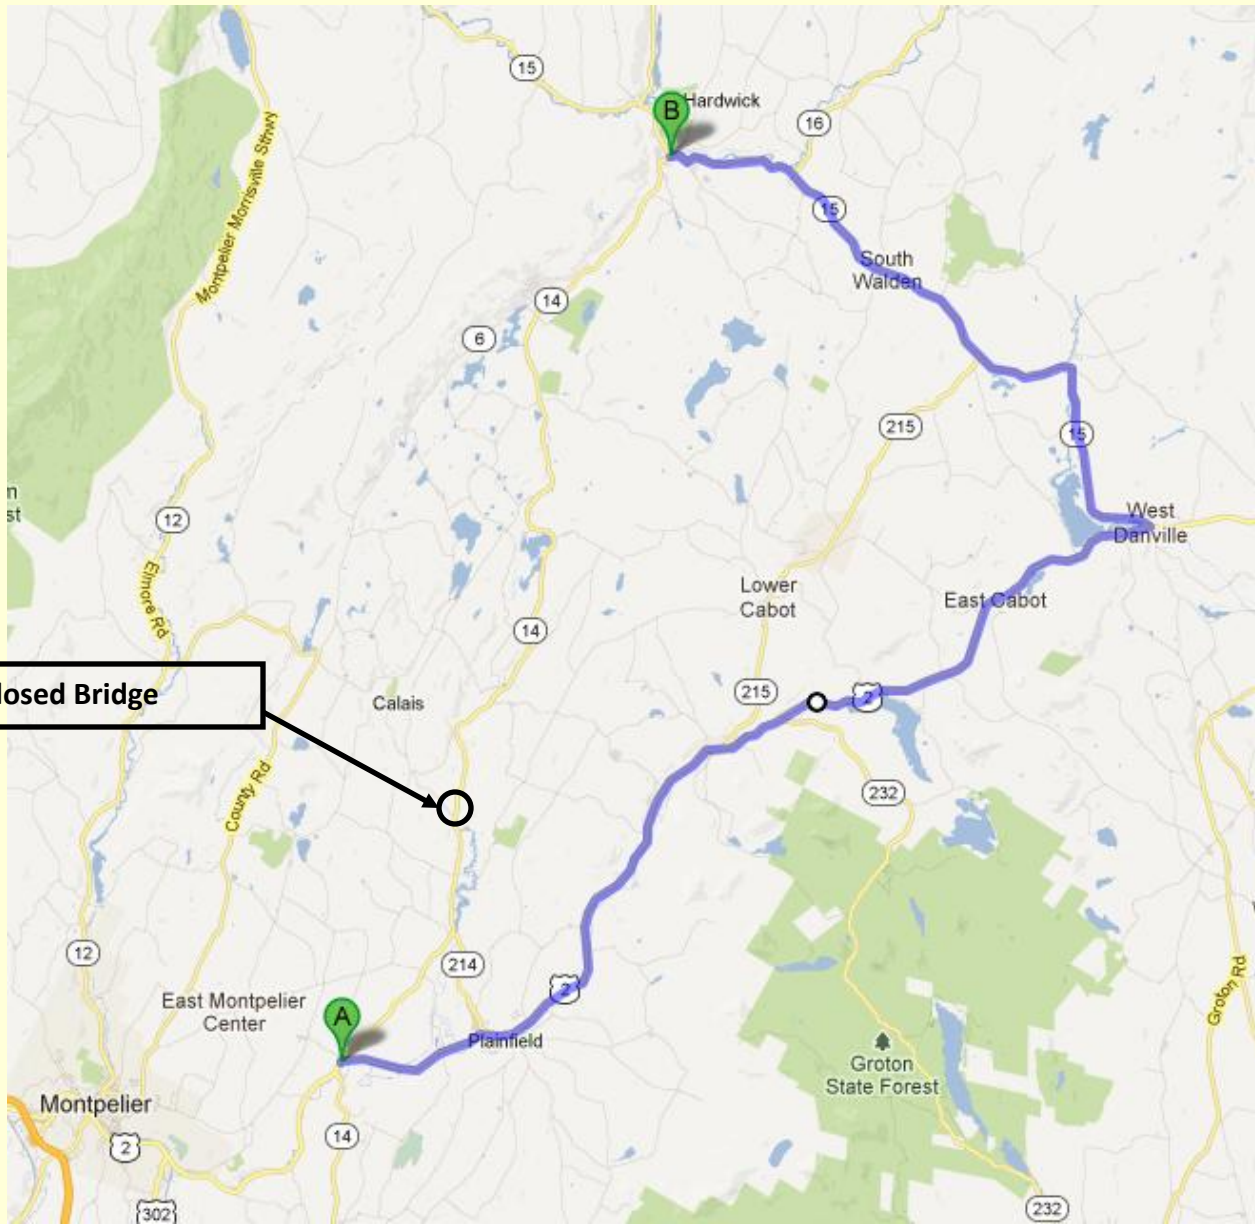 15
Hardwick
B
16
Montpelier Morrisville Sthwy
15
South
Walden
14
6
215
15
12
West
Danville
Elmore Rd
Lower
Cabot
East Cabot
14
losed Bridge
Calais
215
2
County Rd
232
12
214
East Montpelier
Center
2
Groton Rd
A
Plainfield
Groton
State Forest
Montpelier
14
2
302
232